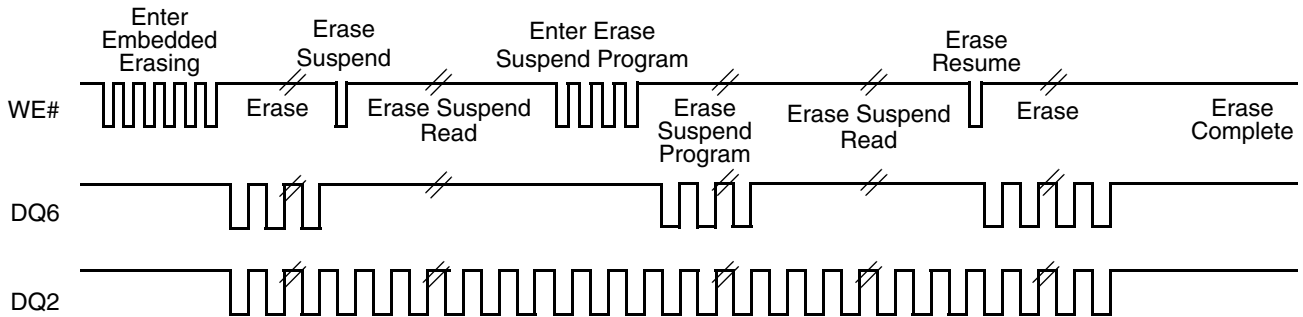 Enter
Embedded
Erasing
Erase
Suspend
Enter Erase
Suspend Program
Erase
Resume
WE#
Erase
Erase Suspend
Read
Erase
Suspend
Program
Erase Suspend
Read
Erase
Erase
Complete
DQ6
DQ2